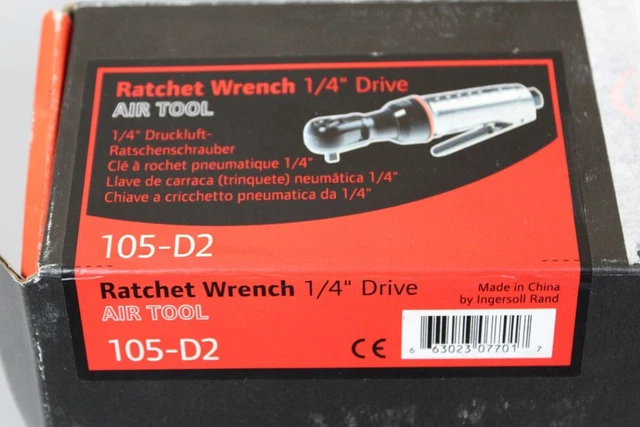 Ratchet Wrench 1/4" Drive
AIR TOOL
1/4" Druckluft-
Ratschenschrauber
Clé à rochet pneumatique 1/4"
Llave de carraca (trinquete) neumática 1/4"
Chiave a cricchetto pneumatica da 1/4"
105-D2
Ratchet Wrench 1/4" Drive
AIR TOOL
105-D2
CE
Made in China
by Ingersoll Rand
6 63023 07701 7